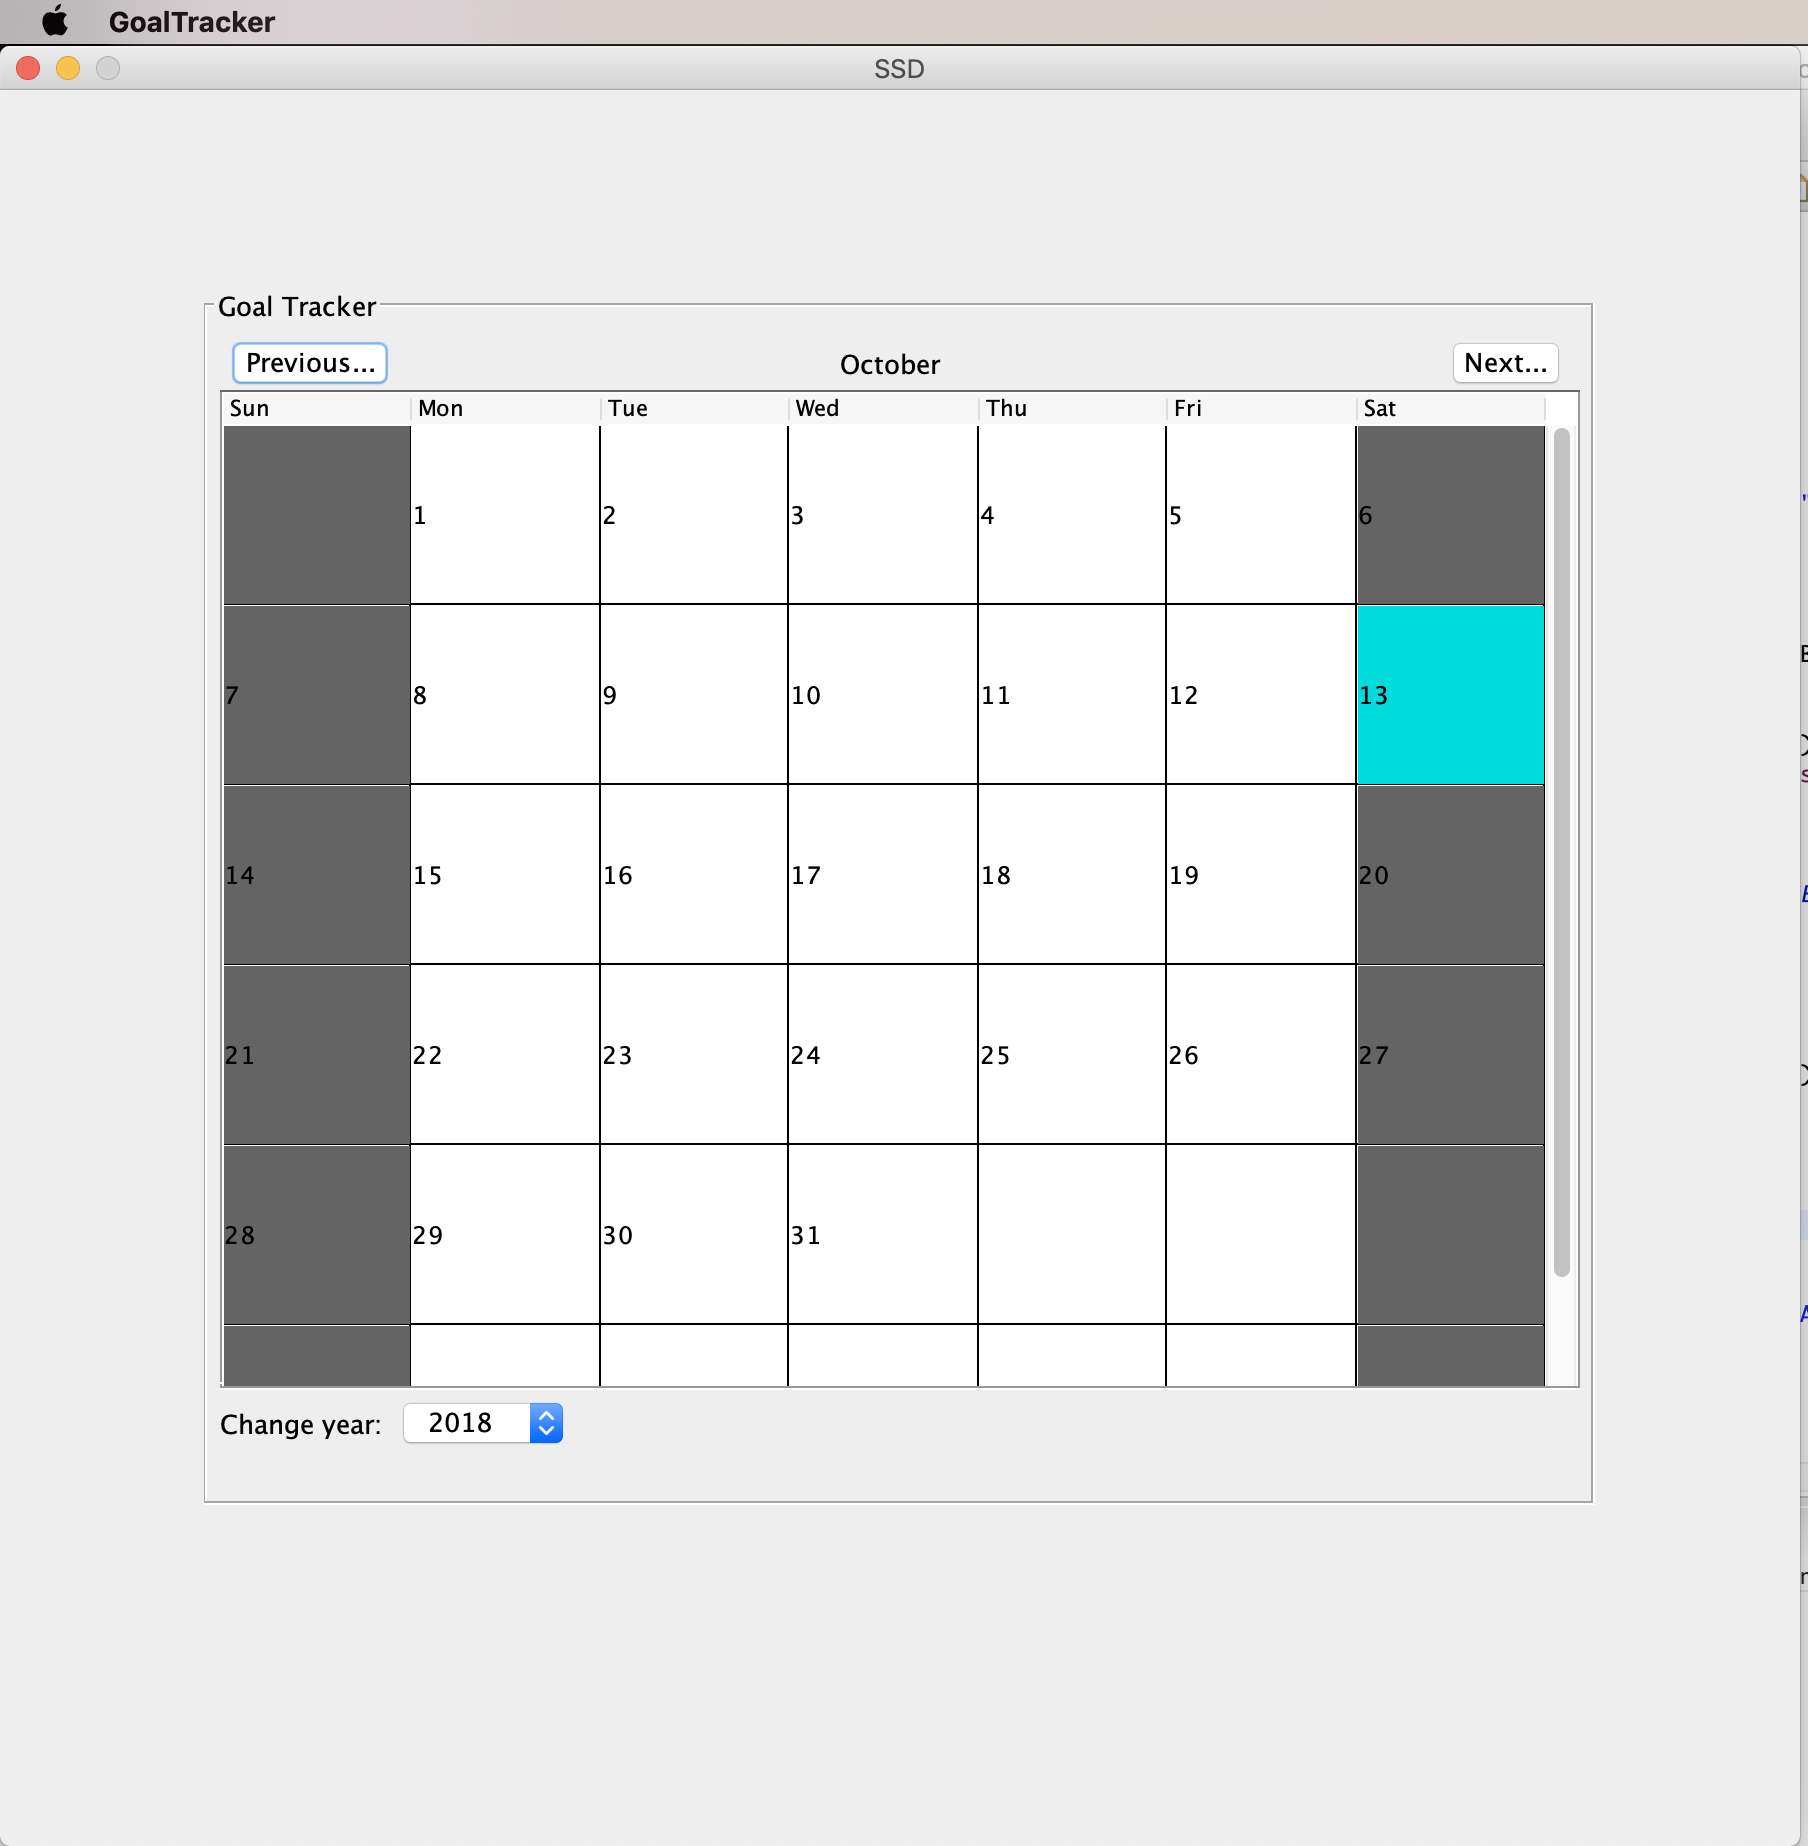 GoalTracker
SSD
Goal Tracker
Previous... October Next...
Sun Mon Tue Wed Thu Fri Sat
1 2 3 4 5 6
7 8 9 10 11 12 13
14 15 16 17 18 19 20
21 22 23 24 25 26 27
28 29 30 31
Change year: 2018